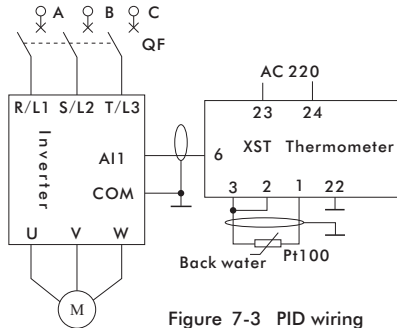 A B C
QF
R/L1 S/L2 T/L3
AC 220
23 24
Inverter
AI1
6
XST Thermometer
COM
3 2 1 22
U V W
Back water
Pt100
M
Figure 7-3 PID wiring